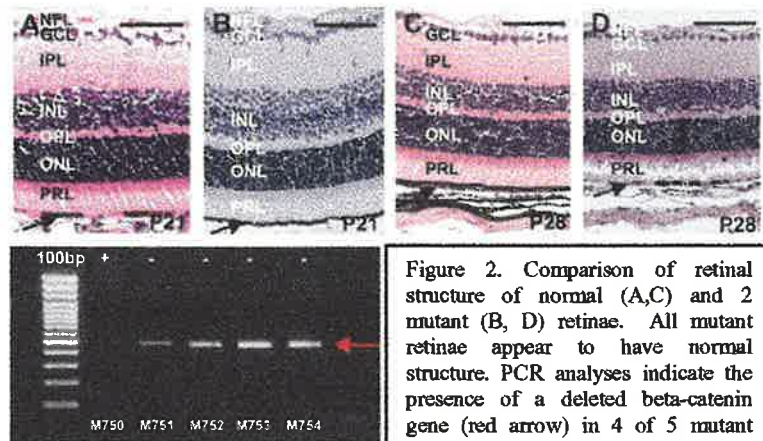 A B C D
NFL
GCL
IPL
INL
OPL
ONL
PRL
P21
GCL
IPL
INL
OPL
ONL
PRL
P21
GCL
IPL
INL
OPL
ONL
PRL
P28
GCL
IPL
INL
OPL
ONL
PRL
P28
100bp + - - - -
M750 M751 M752 M753 M754
Figure 2. Comparison of retinal
structure of normal (A,C) and 2
mutant (B, D) retinae. All mutant
retinae appear to have normal
structure. PCR analyses indicate the
presence of a deleted beta-catenin
gene (red arrow) in 4 of 5 mutant